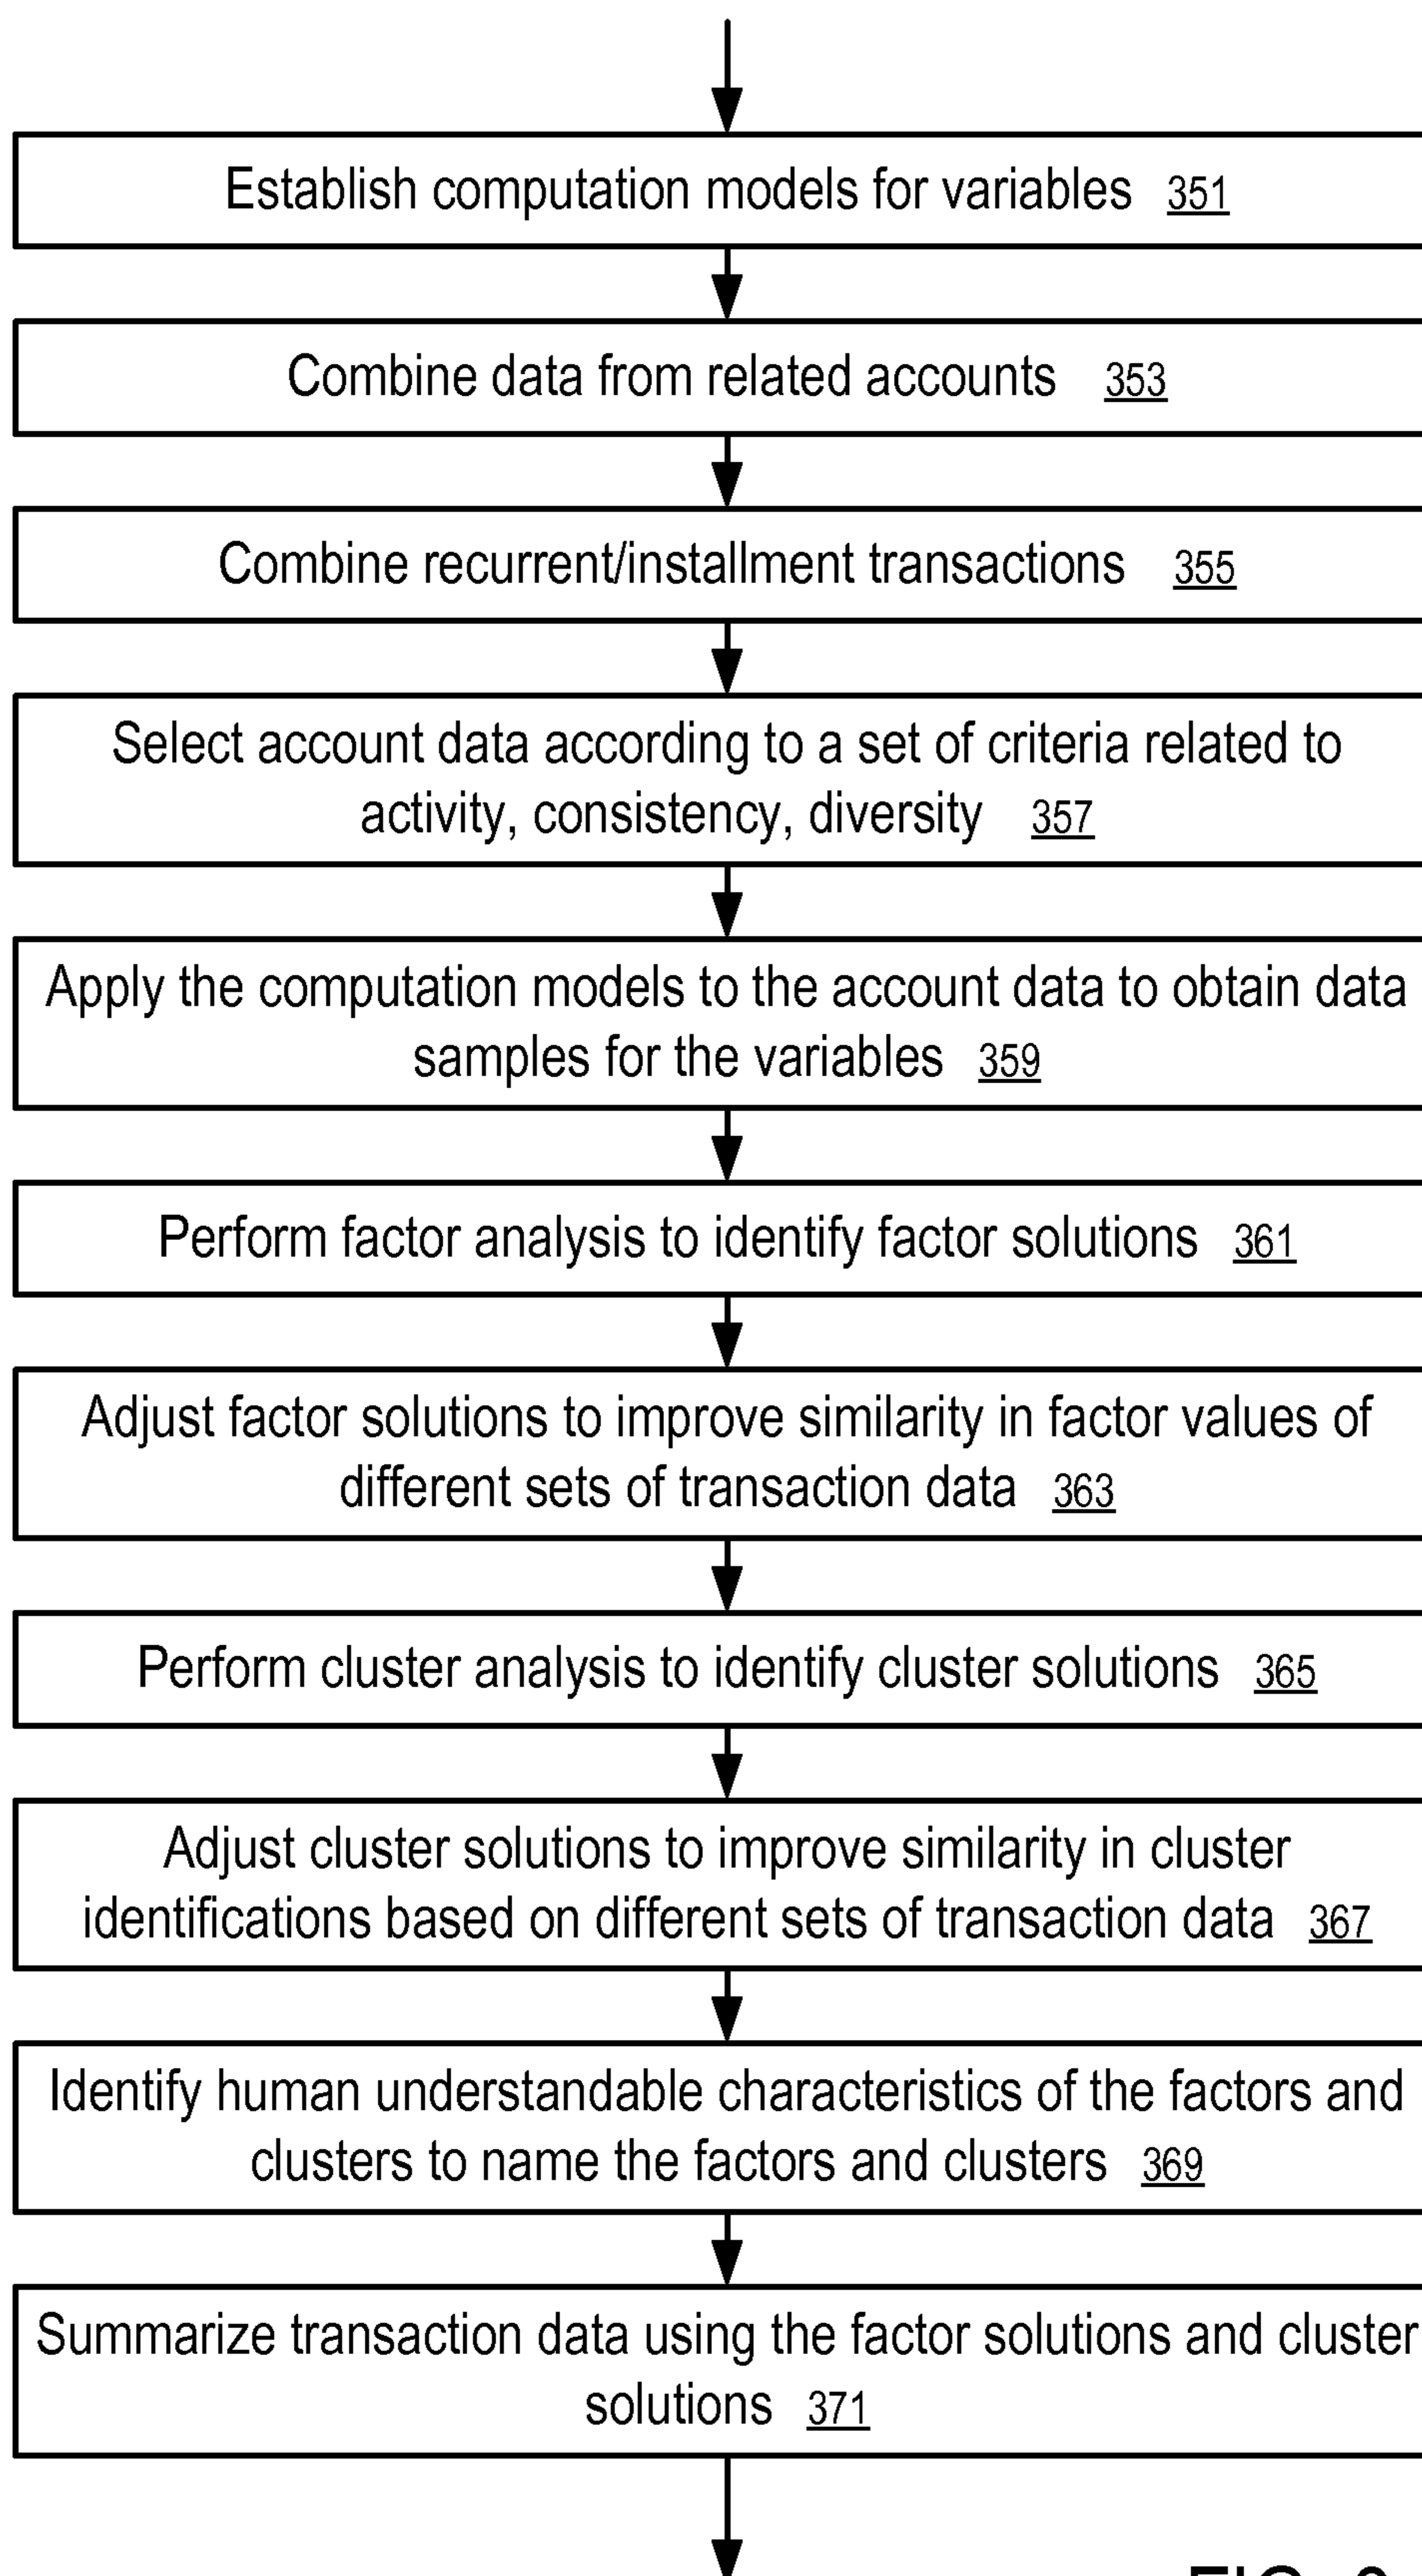 Establish computation models for variables 351
Combine data from related accounts 353
Combine recurrent/installment transactions 355
Select account data according to a set of criteria related to
activity, consistency, diversity 357
Apply the computation models to the account data to obtain data
samples for the variables 359
Perform factor analysis to identify factor solutions 361
Adjust factor solutions to improve similarity in factor values of
different sets of transaction data 363
Perform cluster analysis to identify cluster solutions 365
Adjust cluster solutions to improve similarity in cluster
identifications based on different sets of transaction data 367
Identify human understandable characteristics of the factors and
clusters to name the factors and clusters 369
Summarize transaction data using the factor solutions and cluster
solutions 371